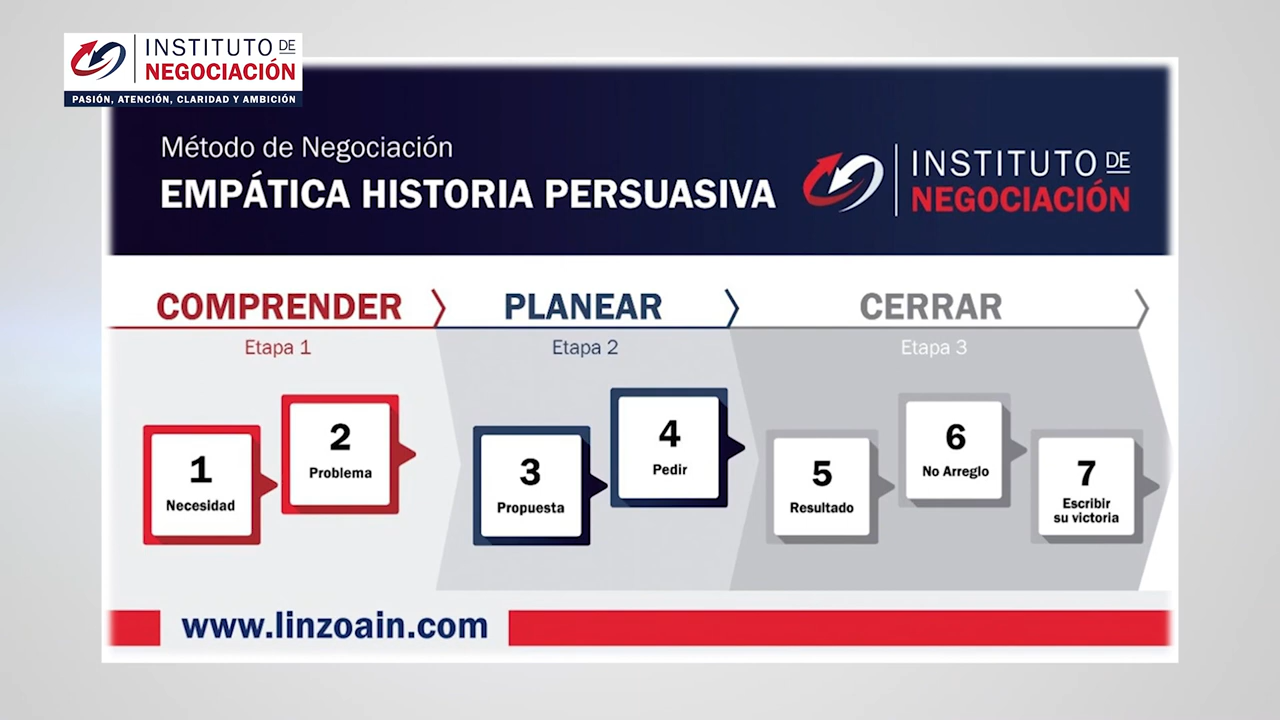 INSTITUTO DE
NEGOCIACIÓN
PASIÓN, ATENCIÓN, CLARIDAD Y AMBICIÓN
Método de Negociación
EMPÁTICA HISTORIA PERSUASIVA
INSTITUTO DE
NEGOCIACIÓN
COMPRENDER
Etapa 1
PLANEAR
Etapa 2
CERRAR
Etapa 3
1
Necesidad
2
Problema
3
Propuesta
4
Pedir
5
Resultado
6
No Arreglo
7
Escribir
su victoria
www.linzoain.com